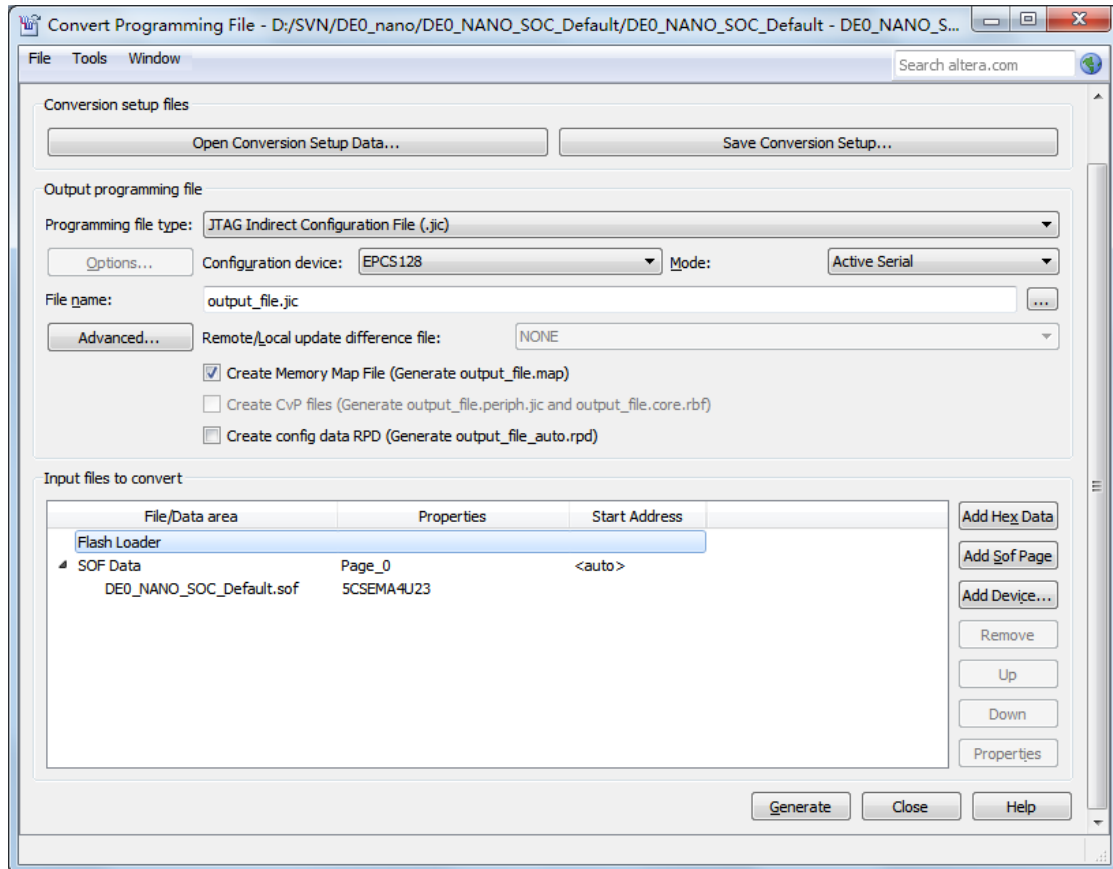 Convert Programming File - D:/SVN/DE0_nano/DE0_NANO_SOC_Default/DE0_NANO_SOC_Default - DE0_NANO_S...
File Tools Window Search altera.com
Conversion setup files
Open Conversion Setup Data... Save Conversion Setup...
Output programming file
Programming file type: JTAG Indirect Configuration File (.jic)
Options... Configuration device: EPCS128 Mode: Active Serial
File name: output_file.jic ...
Advanced... Remote/Local update difference file: NONE
Create Memory Map File (Generate output_file.map)
Create CvP files (Generate output_file.periph.jic and output_file.core.rbf)
Create config data RPD (Generate output_file_auto.rpd)
Input files to convert
File/Data area Properties Start Address Add Hex Data
Flash Loader
SOF Data Page_0 <auto> Add Sof Page
DE0_NANO_SOC_Default.sof 5CSEMA4U23 Add Device...
Remove
Up
Down
Properties
Generate Close Help